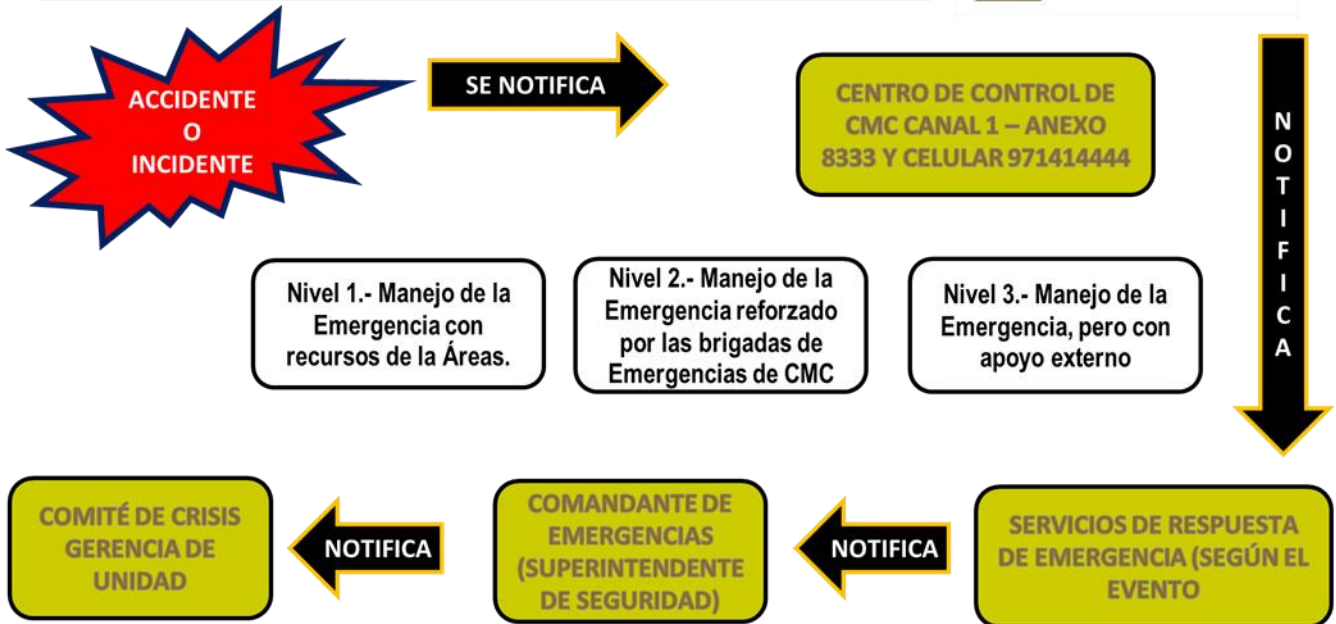 ACCIDENTE
O
INCIDENTE
SE NOTIFICA
CENTRO DE CONTROL DE
CMC CANAL 1 – ANEXO
8333 Y CELULAR 971414444
N
O
T
I
F
I
C
A
Nivel 1.- Manejo de la
Emergencia con
recursos de la Áreas.
Nivel 2.- Manejo de la
Emergencia reforzado
por las brigadas de
Emergencias de CMC
Nivel 3.- Manejo de la
Emergencia, pero con
apoyo externo
SERVICIOS DE RESPUESTA
DE EMERGENCIA (SEGÚN EL
EVENTO
NOTIFICA
COMANDANTE DE
EMERGENCIAS
(SUPERINTENDENTE
DE SEGURIDAD)
NOTIFICA
COMITÉ DE CRISIS
GERENCIA DE
UNIDAD